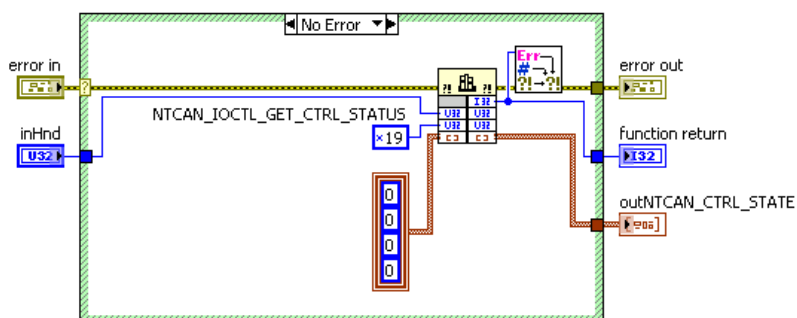 No Error
error in
error out
Err
#
?!
?!
?!
?!
?!
I32
NTCAN_IOCTL_GET_CTRL_STATUS
U32
U32
inHnd
×19
U32
U32
function return
U32
I32
outNTCAN_CTRL_STATE
0
0
0
0